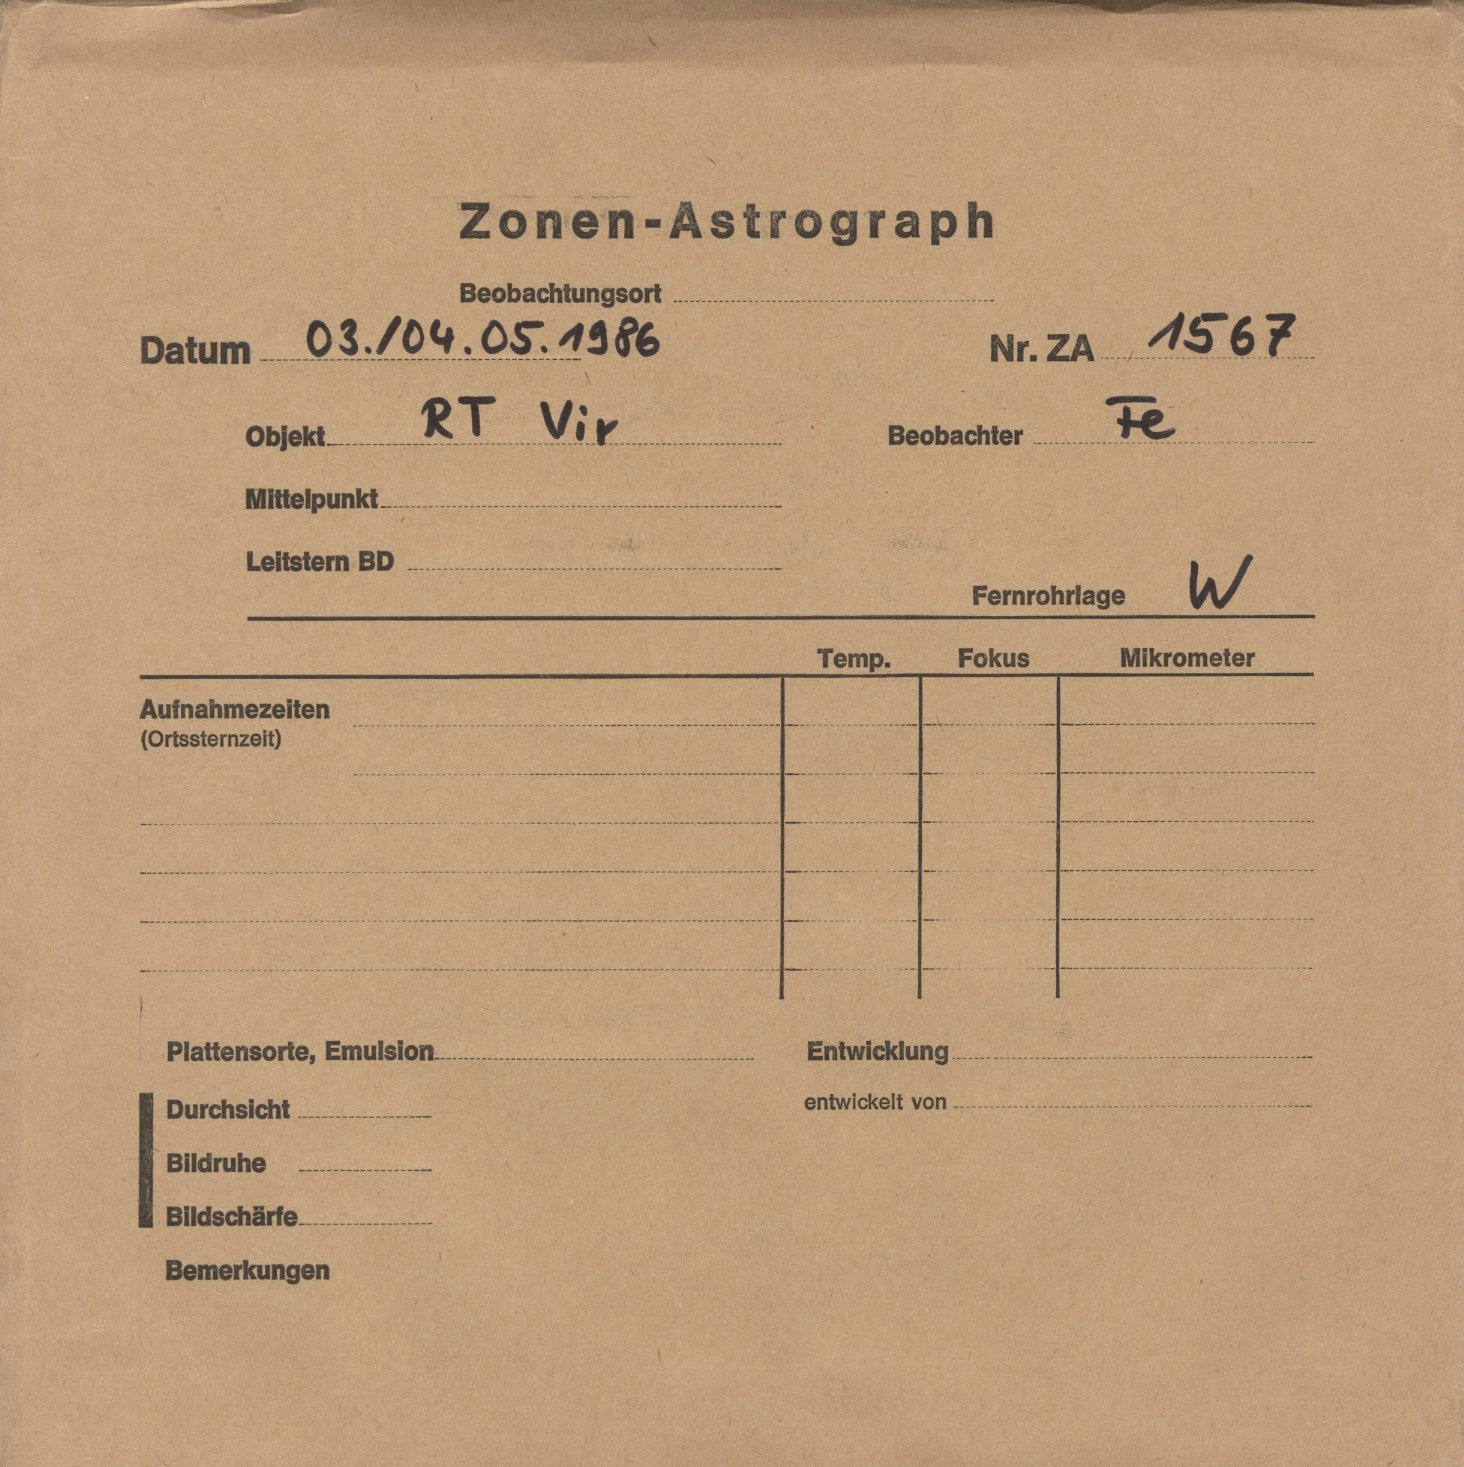 Zonen-Astrograph
Beobachtungsort
Datum 03./04.05.1986 Nr. ZA 1567
Objekt RT Vir Beobachter Fe
Mittelpunkt
Leitstern BD
Fernrohrlage W
Temp. Fokus Mikrometer
Aufnahmezeiten
(Ortssternzeit)
Plattensorte, Emulsion Entwicklung
Durchsicht entwickelt von
Bildruhe
Bildschärfe
Bemerkungen